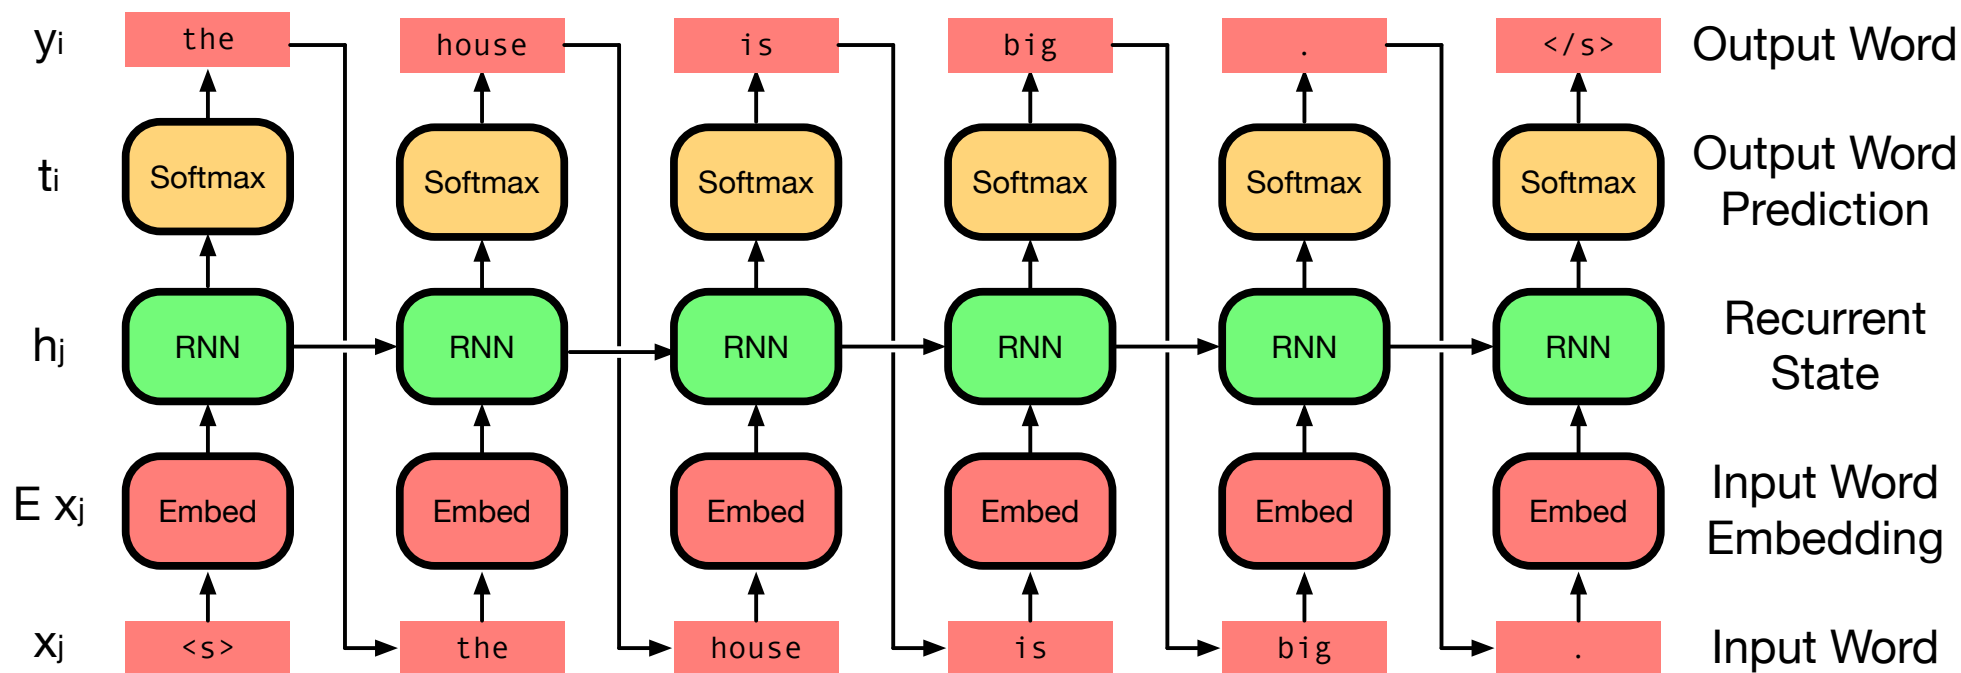 yi the house is big . </s> Output Word
ti Softmax Softmax Softmax Softmax Softmax Softmax Output Word
Prediction
hj RNN RNN RNN RNN RNN RNN Recurrent
State
E xj Embed Embed Embed Embed Embed Embed Input Word
Embedding
xj <s> the house is big . Input Word